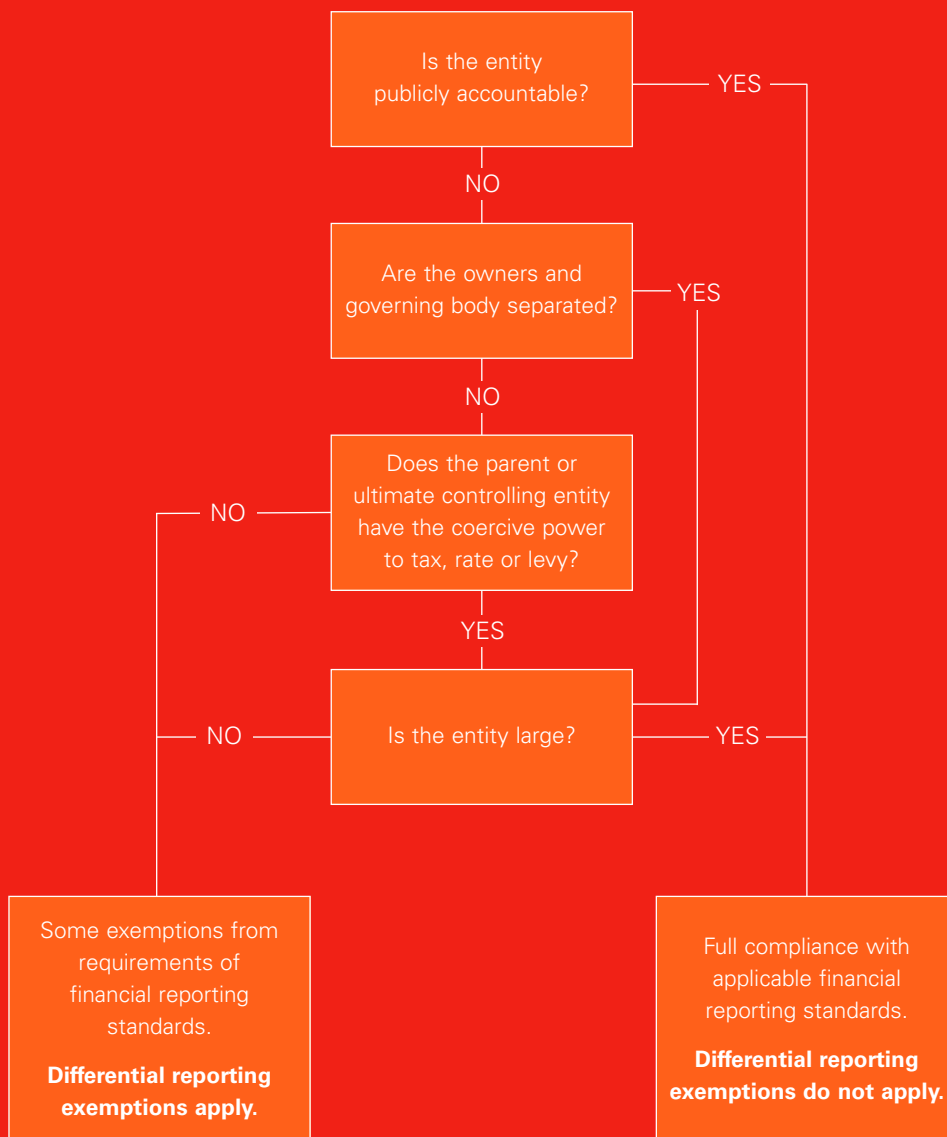 Is the entity
publicly accountable?
YES
NO
Are the owners and
governing body separated?
YES
NO
Does the parent or
ultimate controlling entity
have the coercive power
to tax, rate or levy?
NO
YES
NO
Is the entity large?
YES
Some exemptions from
requirements of
financial reporting
standards.
Differential reporting
exemptions apply.
Full compliance with
applicable financial
reporting standards.
Differential reporting
exemptions do not apply.